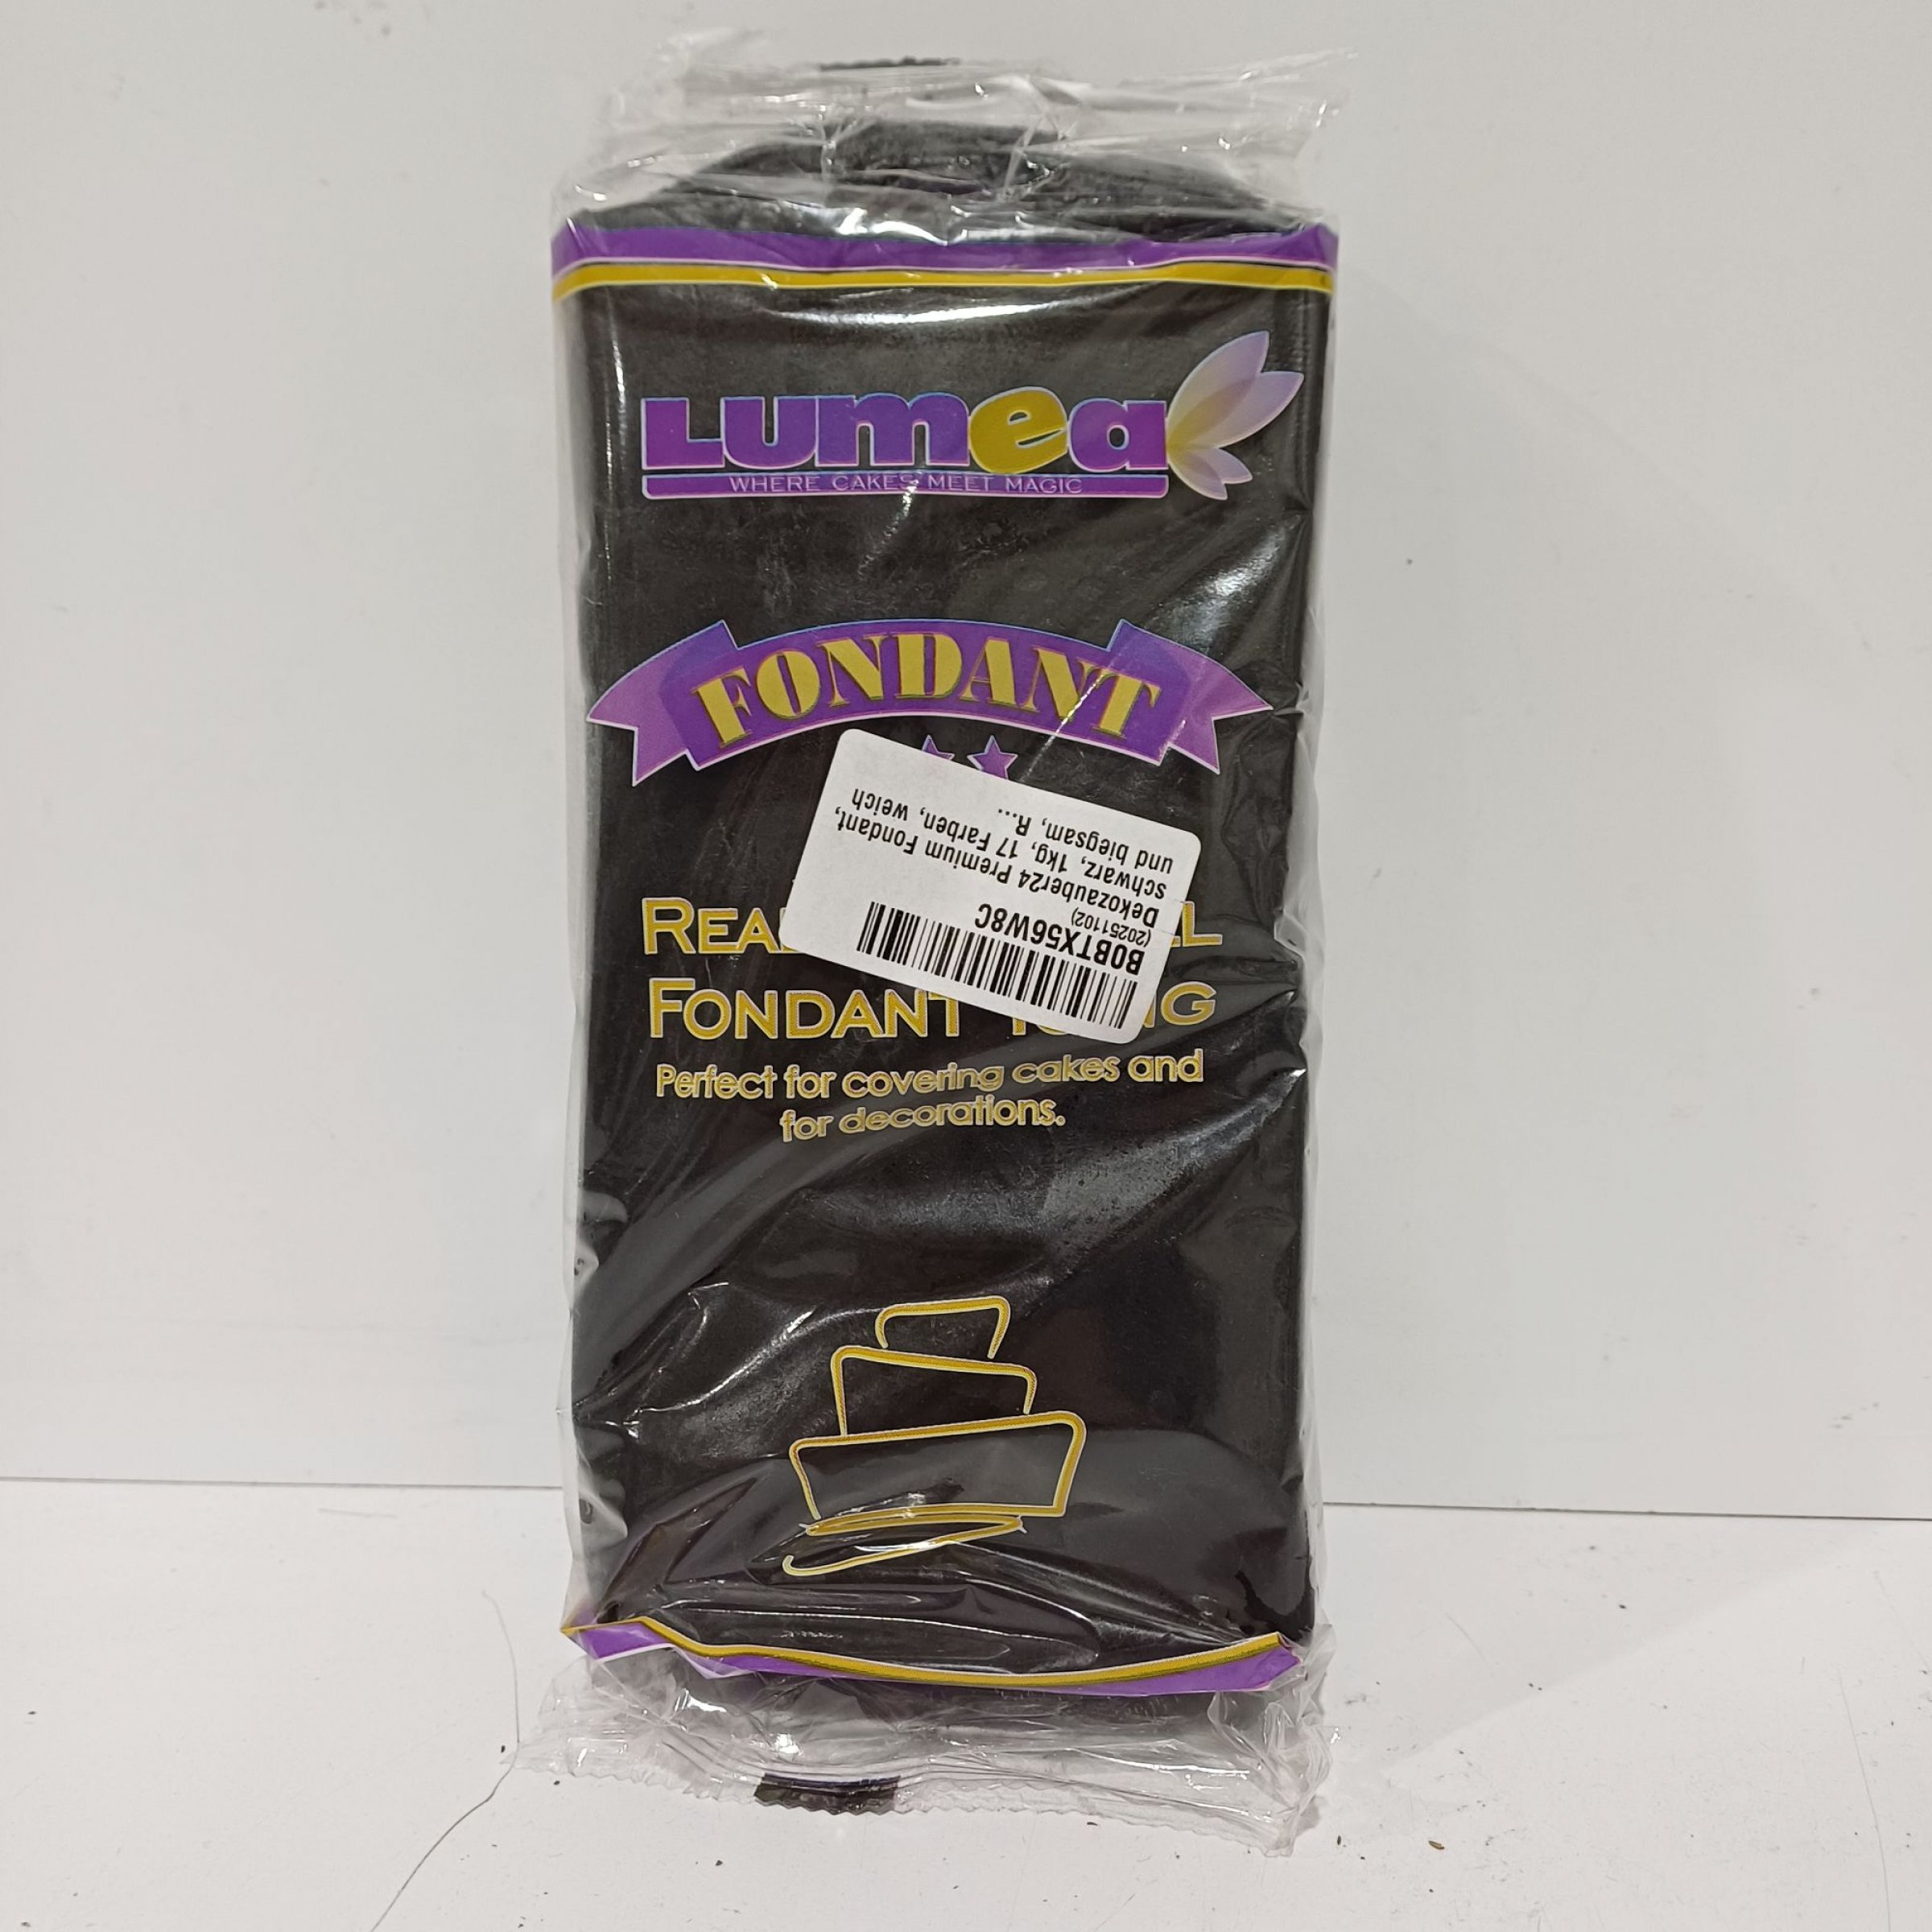 Lumea
WHERE CAKES MEET MAGIC
FONDANT
FONDANT
Perfect for covering cakes and
for decorations.
B0BTX56W8C
(20251102)
Dekozauber24 Premium Fondant,
schwarz, 1kg, 17 Farben, weich
und biegsam, R...